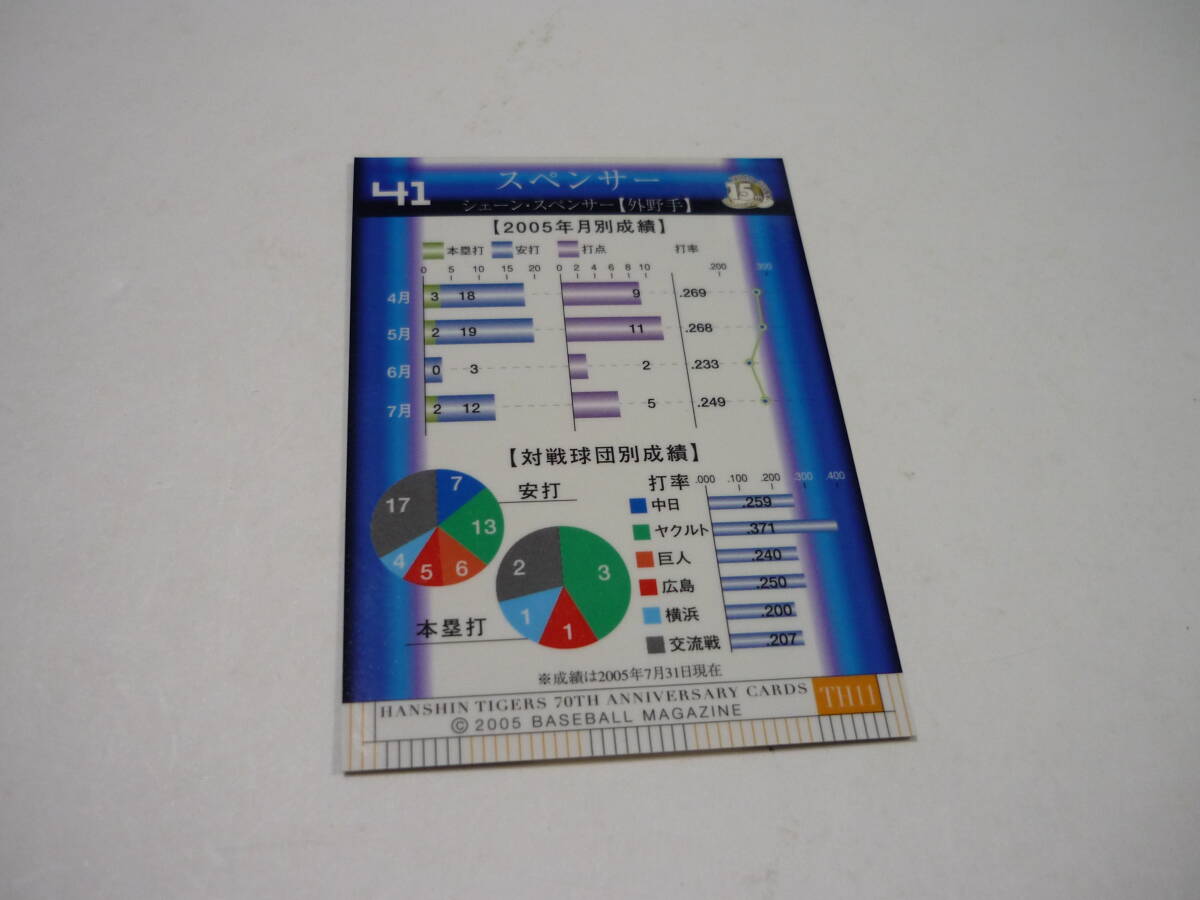 41 スペンサー 15
シェーン・スペンサー【外野手】
【2005年月別成績】
本塁打 安打 打点 打率
0 5 10 15 20 0 2 4 6 8 10 .200 .300
4月 3 18 9 .269
5月 2 19 11 .268
6月 0 3 2 .233
7月 2 12 5 .249
【対戦球団別成績】
安打
7
13
6
5
4
17
本塁打
3
1
1
2
打率 .000 .100 .200 .300 .400
中日 .259
ヤクルト .371
巨人 .240
広島 .250
横浜 .200
交流戦 .207
※成績は2005年7月31日現在
HANSHIN TIGERS 70TH ANNIVERSARY CARDS TH11
© 2005 BASEBALL MAGAZINE